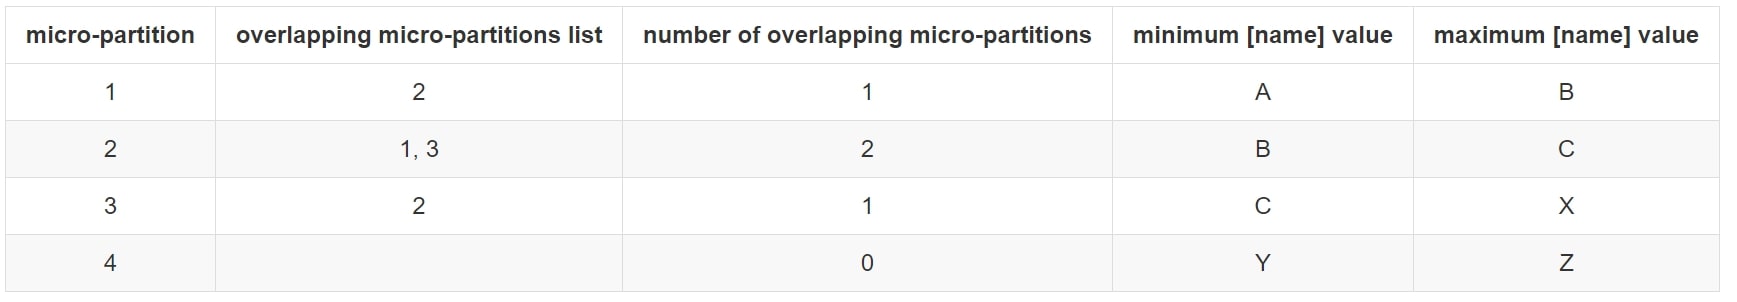 micro-partition overlapping micro-partitions list number of overlapping micro-partitions minimum [name] value maximum [name] value
1 2 1 A B
2 1, 3 2 B C
3 2 1 C X
4 0 Y Z